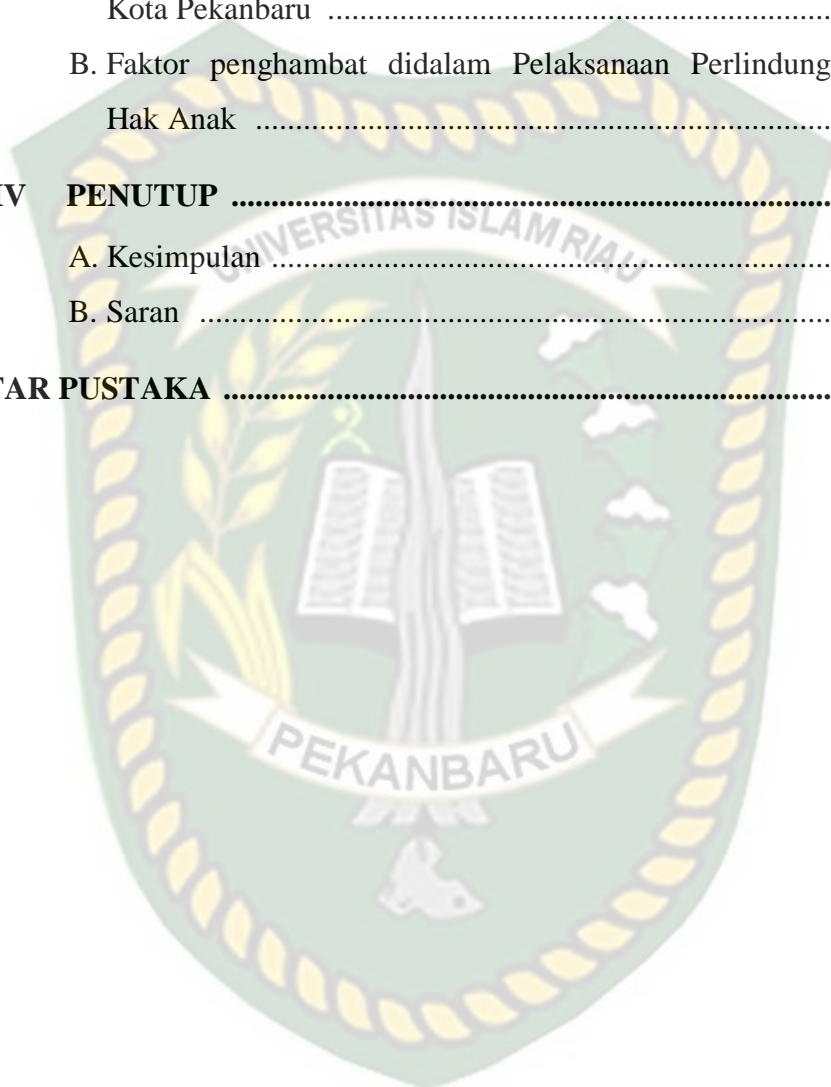 Kota Pekanbaru ................................................................
B. Faktor penghambat didalam Pelaksanaan Perlindung
Hak Anak .........................................................................
IV PENUTUP ...........................................................................
A. Kesimpulan ......................................................................
B. Saran ...............................................................................
TAR PUSTAKA ............................................................................
UNIVERSITAS ISLAM RIAU
PEKANBARU